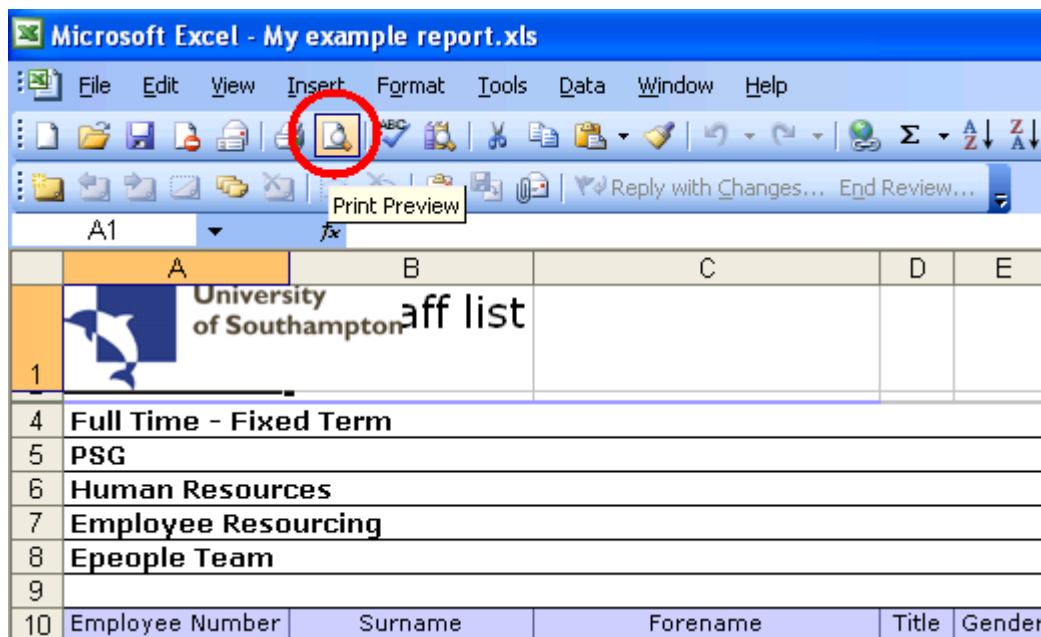 Microsoft Excel - My example report.xls
File Edit View Insert Format Tools Data Window Help
ABC Σ A Z Z A
Reply with Changes... End Review...
Print Preview
A1 fx
A B C D E
University
of Southampton aff list
1
4 Full Time - Fixed Term
5 PSG
6 Human Resources
7 Employee Resourcing
8 Epeople Team
9
10 Employee Number Surname Forename Title Gender